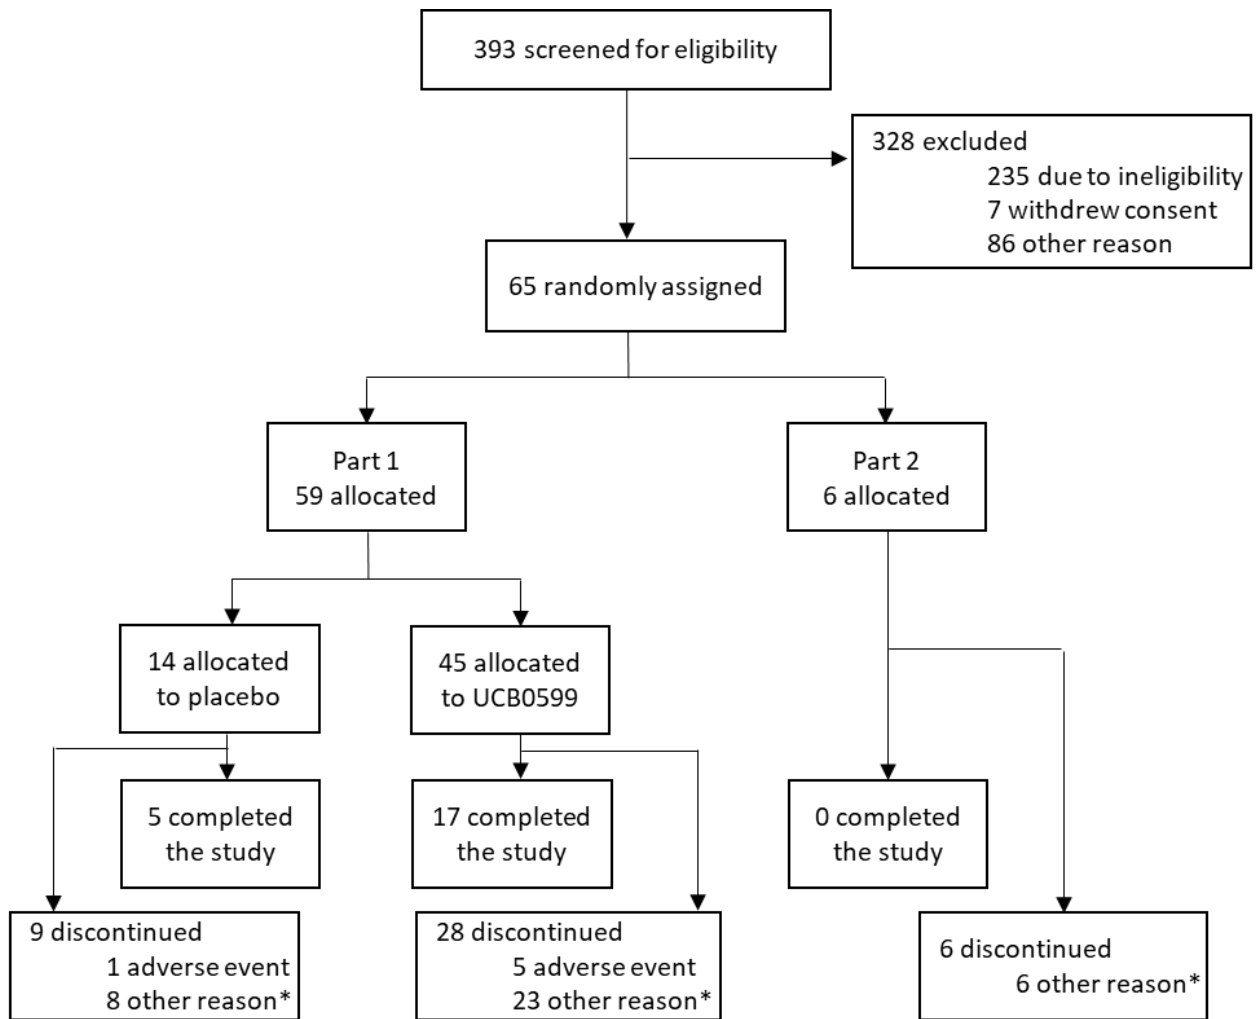 393 screened for eligibility
328 excluded
235 due to ineligibility
7 withdrew consent
86 other reason
65 randomly assigned
Part 1
59 allocated
Part 2
6 allocated
14 allocated
to placebo
45 allocated
to UCB0599
5 completed
the study
17 completed
the study
0 completed
the study
9 discontinued
1 adverse event
8 other reason*
28 discontinued
5 adverse event
23 other reason*
6 discontinued
6 other reason*